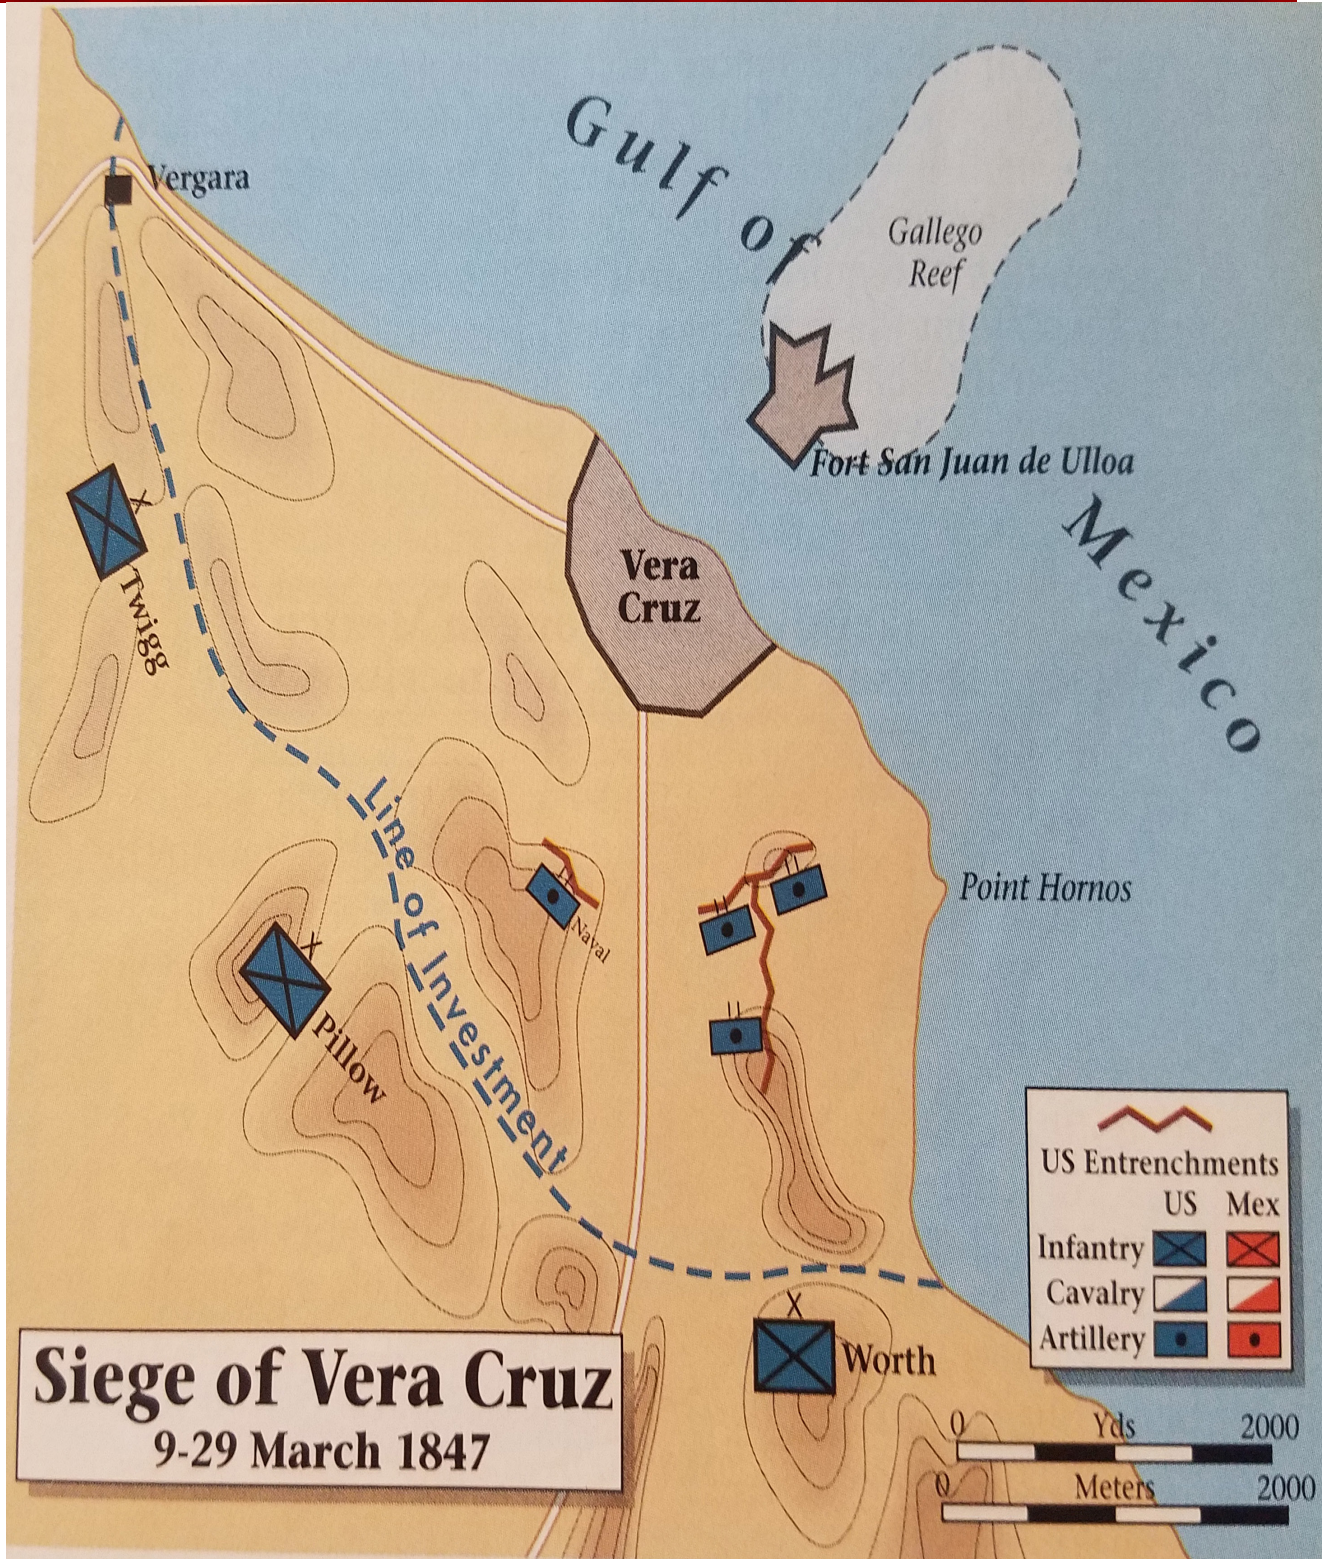 Gulf of Mexico
Vergara
Gallego
Reef
Fort San Juan de Ulloa
Vera
Cruz
Twigg
Line of Investment
Naval
Point Hornos
Pillow
Worth
US Entrenchments
US Mex
Infantry
Cavalry
Artillery
Siege of Vera Cruz
9-29 March 1847
0 Yds 2000
0 Meters 2000